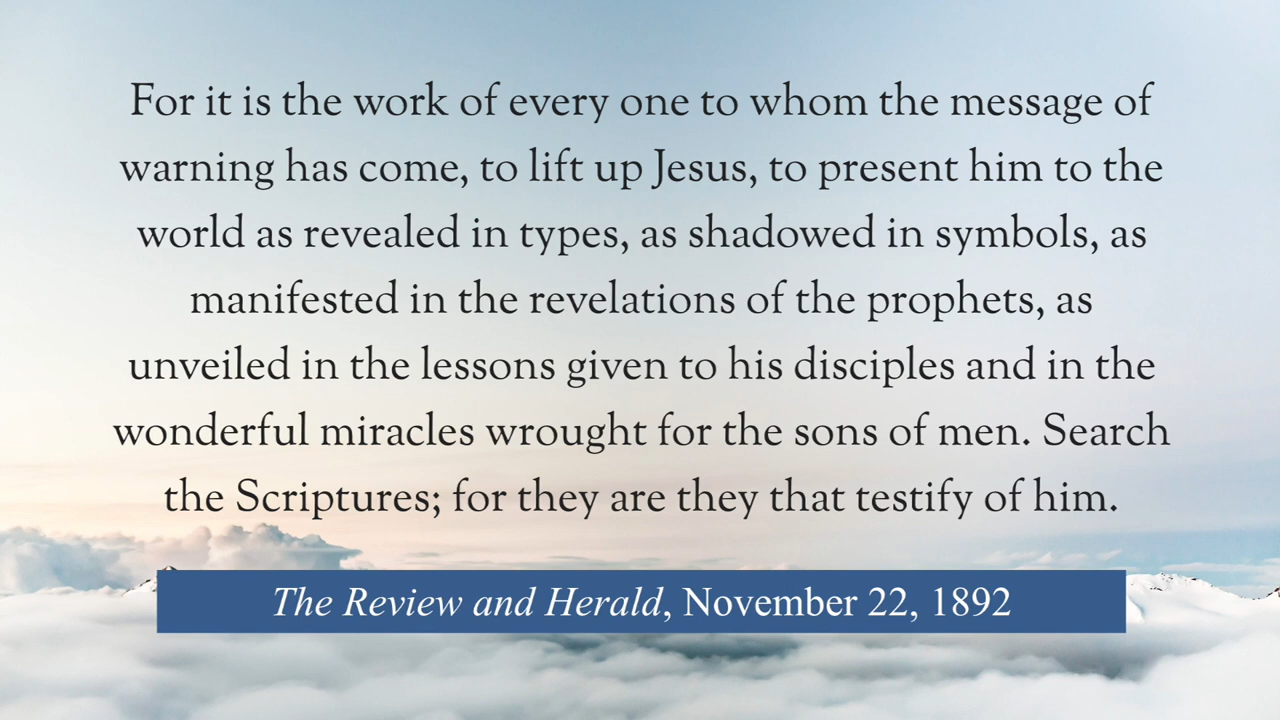 For it is the work of every one to whom the message of
warning has come, to lift up Jesus, to present him to the
world as revealed in types, as shadowed in symbols, as
manifested in the revelations of the prophets, as
unveiled in the lessons given to his disciples and in the
wonderful miracles wrought for the sons of men. Search
the Scriptures; for they are they that testify of him.
The Review and Herald, November 22, 1892